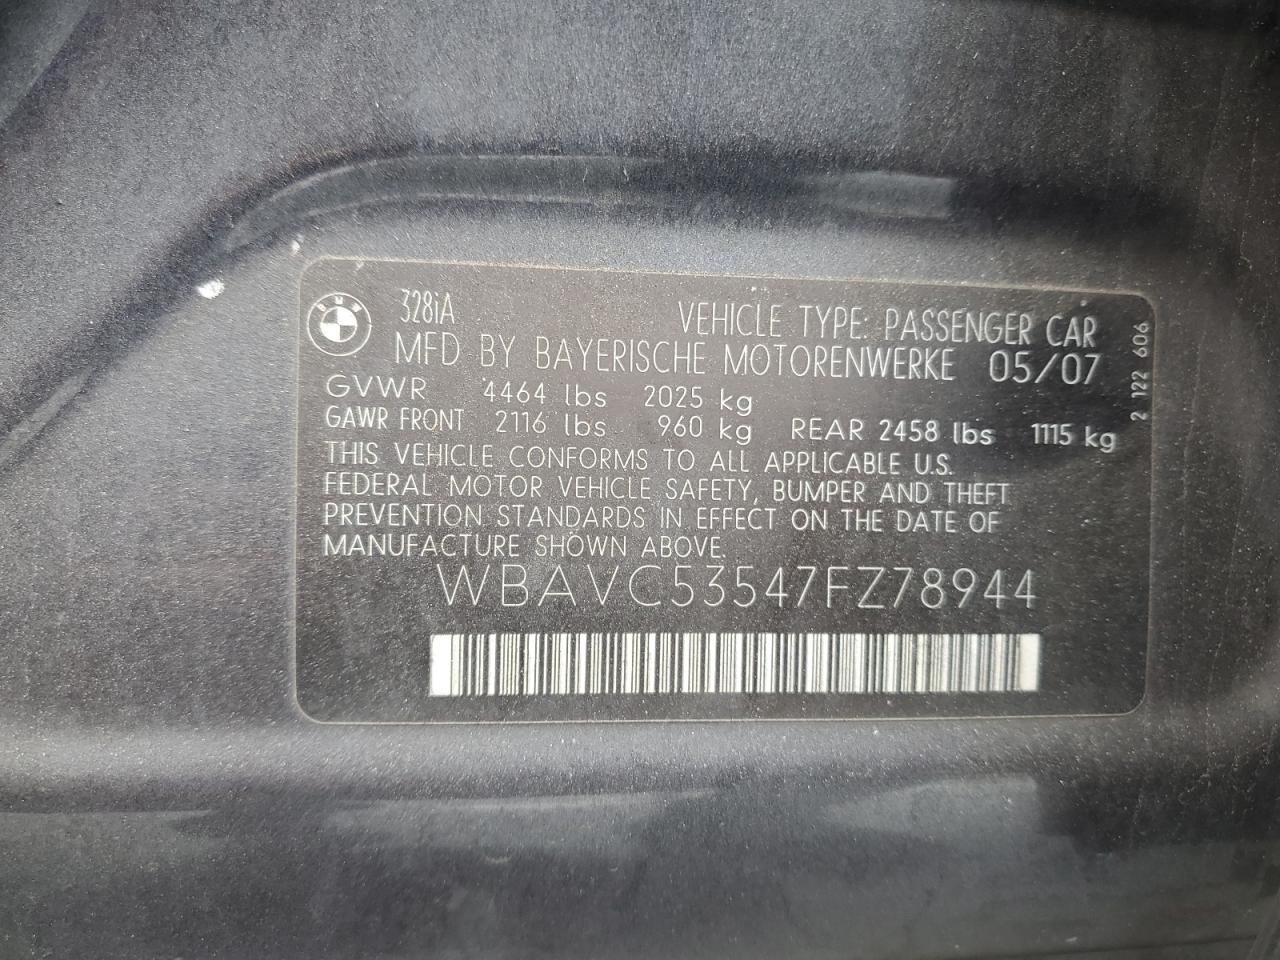 BMW
328iA
VEHICLE TYPE: PASSENGER CAR
MFD BY BAYERISCHE MOTORENWERKE 05/07
GVWR 4464 lbs 2025 kg
GAWR FRONT 2116 lbs 960 kg REAR 2458 lbs 1115 kg
THIS VEHICLE CONFORMS TO ALL APPLICABLE U.S.
FEDERAL MOTOR VEHICLE SAFETY, BUMPER AND THEFT
PREVENTION STANDARDS IN EFFECT ON THE DATE OF
MANUFACTURE SHOWN ABOVE.
WBAVC53547FZ78944
2 122 606